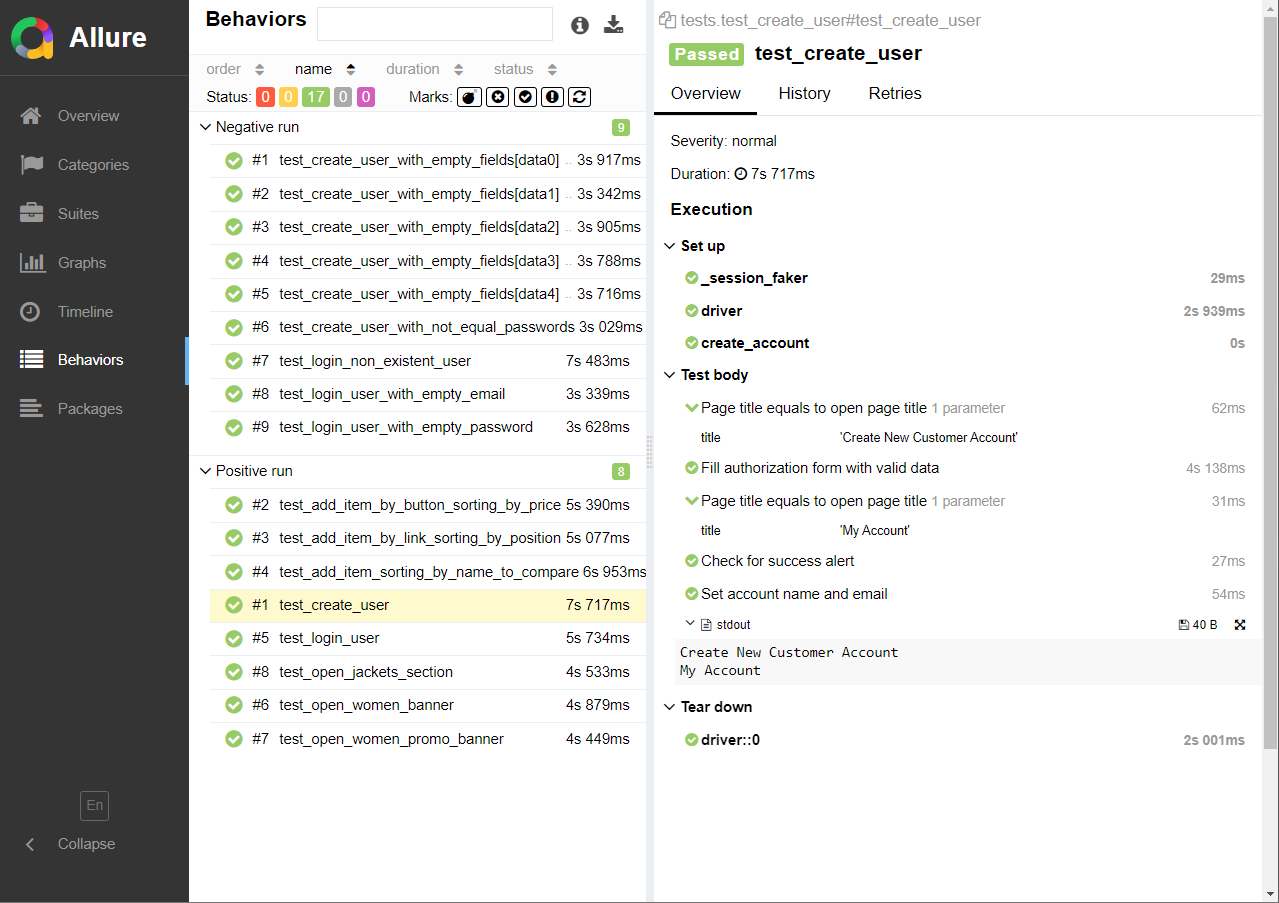 Allure
Overview
Categories
Suites
Graphs
Timeline
Behaviors
Packages
En
Collapse
Behaviors
order name duration status
Status: 0 0 17 0 0 Marks:
Negative run 9
#1 test_create_user_with_empty_fields[data0] .. 3s 917ms
#2 test_create_user_with_empty_fields[data1] .. 3s 342ms
#3 test_create_user_with_empty_fields[data2] .. 3s 905ms
#4 test_create_user_with_empty_fields[data3] .. 3s 788ms
#5 test_create_user_with_empty_fields[data4] .. 3s 716ms
#6 test_create_user_with_not_equal_passwords 3s 029ms
#7 test_login_non_existent_user 7s 483ms
#8 test_login_user_with_empty_email 3s 339ms
#9 test_login_user_with_empty_password 3s 628ms
Positive run 8
#2 test_add_item_by_button_sorting_by_price 5s 390ms
#3 test_add_item_by_link_sorting_by_position 5s 077ms
#4 test_add_item_sorting_by_name_to_compare 6s 953ms
#1 test_create_user 7s 717ms
#5 test_login_user 5s 734ms
#8 test_open_jackets_section 4s 533ms
#6 test_open_women_banner 4s 879ms
#7 test_open_women_promo_banner 4s 449ms
tests.test_create_user#test_create_user
Passed test_create_user
Overview History Retries
Severity: normal
Duration: 7s 717ms
Execution
Set up
_session_faker 29ms
driver 2s 939ms
create_account 0s
Test body
Page title equals to open page title 1 parameter 62ms
title 'Create New Customer Account'
Fill authorization form with valid data 4s 138ms
Page title equals to open page title 1 parameter 31ms
title 'My Account'
Check for success alert 27ms
Set account name and email 54ms
stdout 40 B
Create New Customer Account
My Account
Tear down
driver::0 2s 001ms